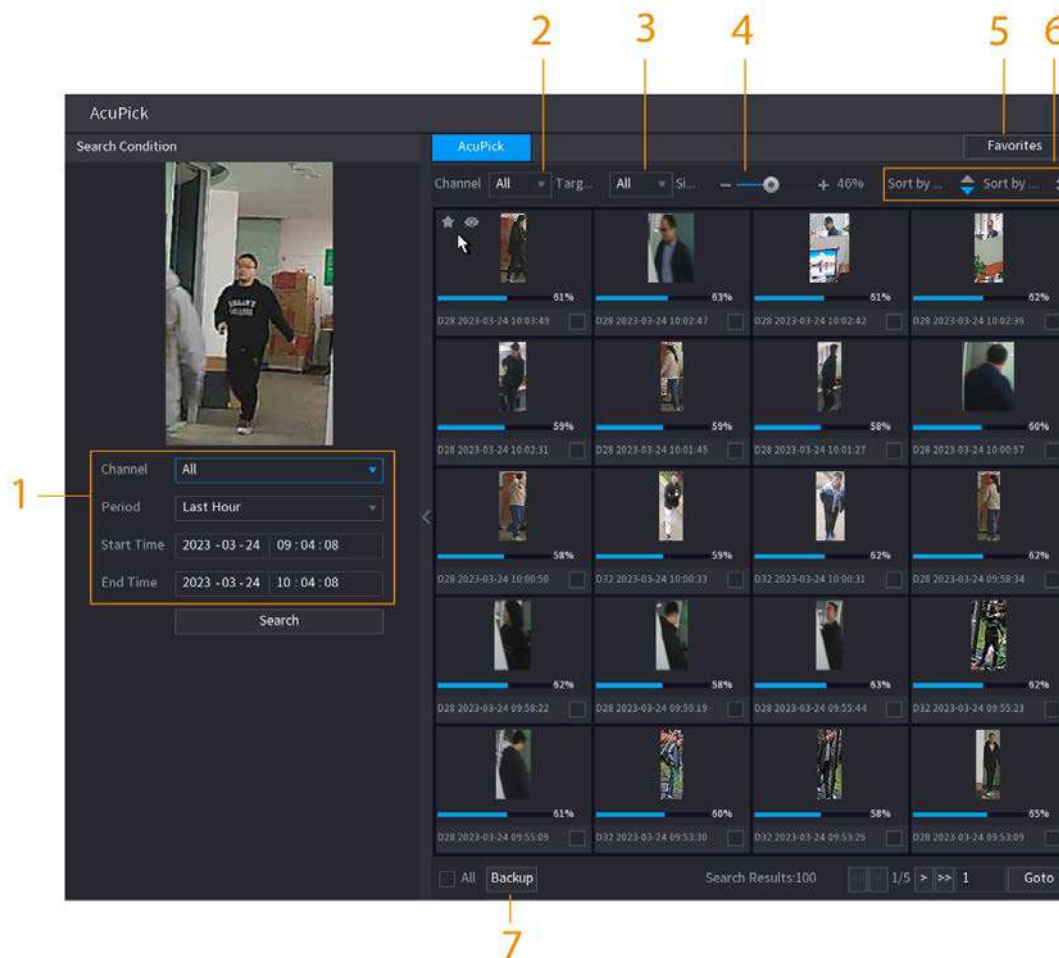 2 3 4 5 6
AcuPick
Search Condition
AcuPick
Favorites
Channel All Targ... All Si... 46% Sort by ... Sort by ...
61% 63% 61% 62%
D28 2023-03-24 10:03:49 D28 2023-03-24 10:02:47 D28 2023-03-24 10:02:42 D28 2023-03-24 10:02:36
59% 59% 58% 60%
D28 2023-03-24 10:02:31 D28 2023-03-24 10:01:45 D28 2023-03-24 10:01:27 D28 2023-03-24 10:00:57
1
Channel All
Period Last Hour
Start Time 2023 -03 -24 09 : 04 : 08
End Time 2023 -03 -24 10 : 04 : 08
Search
58% 59% 62% 62%
D28 2023-03-24 10:00:50 D32 2023-03-24 10:00:33 D32 2023-03-24 10:00:31 D28 2023-03-24 09:58:34
62% 58% 63% 62%
D28 2023-03-24 09:58:22 D28 2023-03-24 09:56:19 D28 2023-03-24 09:55:44 D32 2023-03-24 09:55:23
61% 60% 58% 65%
D28 2023-03-24 09:55:09 D32 2023-03-24 09:53:30 D32 2023-03-24 09:53:26 D28 2023-03-24 09:53:09
All Backup Search Results:100 1/5 > >> 1 Goto
7